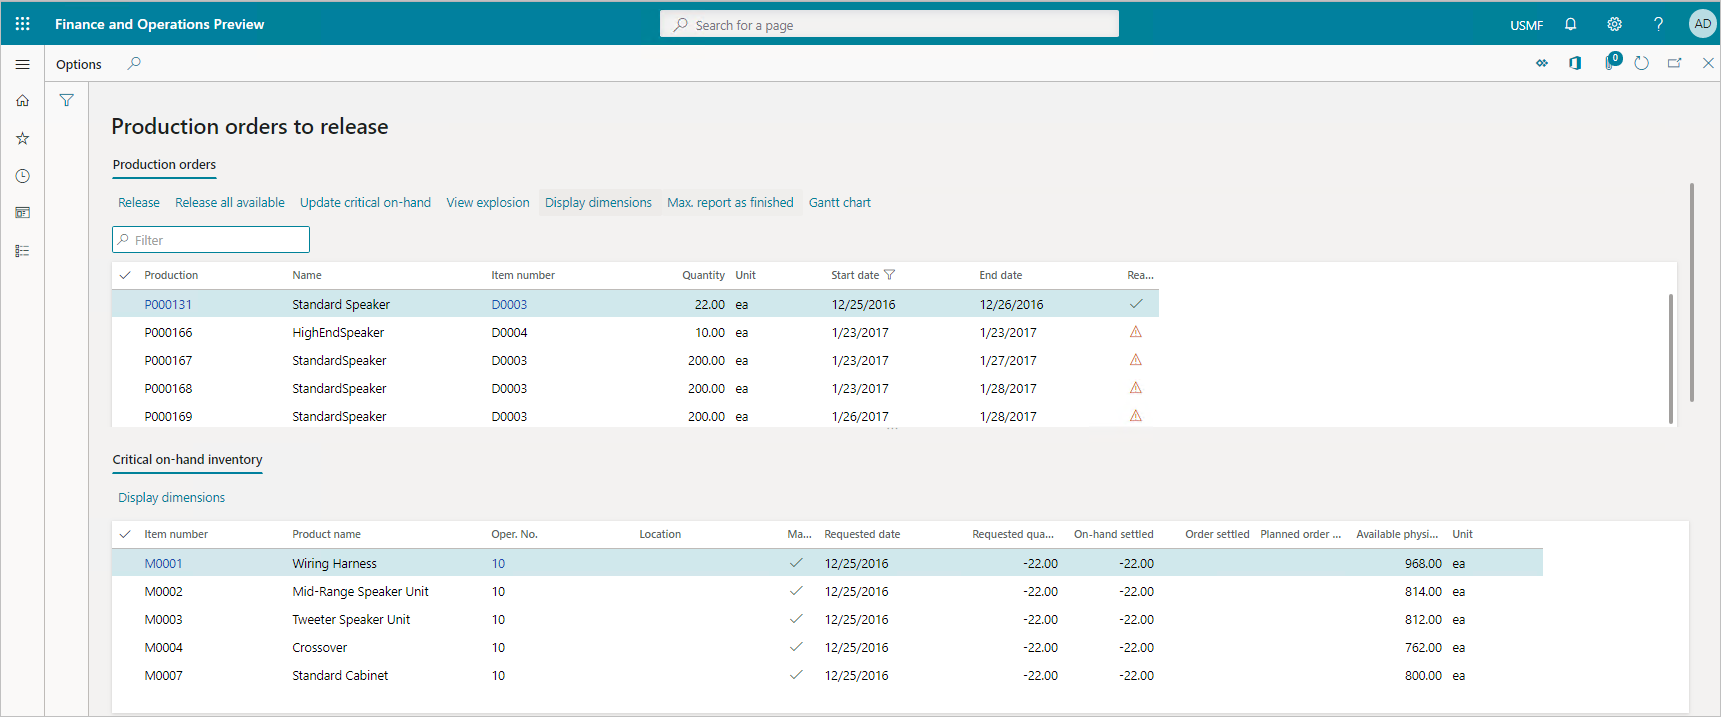 Finance and Operations Preview Search for a page USMF ? AD
Options 0
Production orders to release
Production orders
Release Release all available Update critical on-hand View explosion Display dimensions Max. report as finished Gantt chart
Filter
Production Name Item number Quantity Unit Start date End date Rea...
P000131 Standard Speaker D0003 22.00 ea 12/25/2016 12/26/2016
P000166 HighEndSpeaker D0004 10.00 ea 1/23/2017 1/23/2017
P000167 StandardSpeaker D0003 200.00 ea 1/23/2017 1/27/2017
P000168 StandardSpeaker D0003 200.00 ea 1/23/2017 1/28/2017
P000169 StandardSpeaker D0003 200.00 ea 1/26/2017 1/28/2017
Critical on-hand inventory
Display dimensions
Item number Product name Oper. No. Location Ma... Requested date Requested qua... On-hand settled Order settled Planned order ... Available physi... Unit
M0001 Wiring Harness 10 12/25/2016 -22.00 -22.00 968.00 ea
M0002 Mid-Range Speaker Unit 10 12/25/2016 -22.00 -22.00 814.00 ea
M0003 Tweeter Speaker Unit 10 12/25/2016 -22.00 -22.00 812.00 ea
M0004 Crossover 10 12/25/2016 -22.00 -22.00 762.00 ea
M0007 Standard Cabinet 10 12/25/2016 -22.00 -22.00 800.00 ea